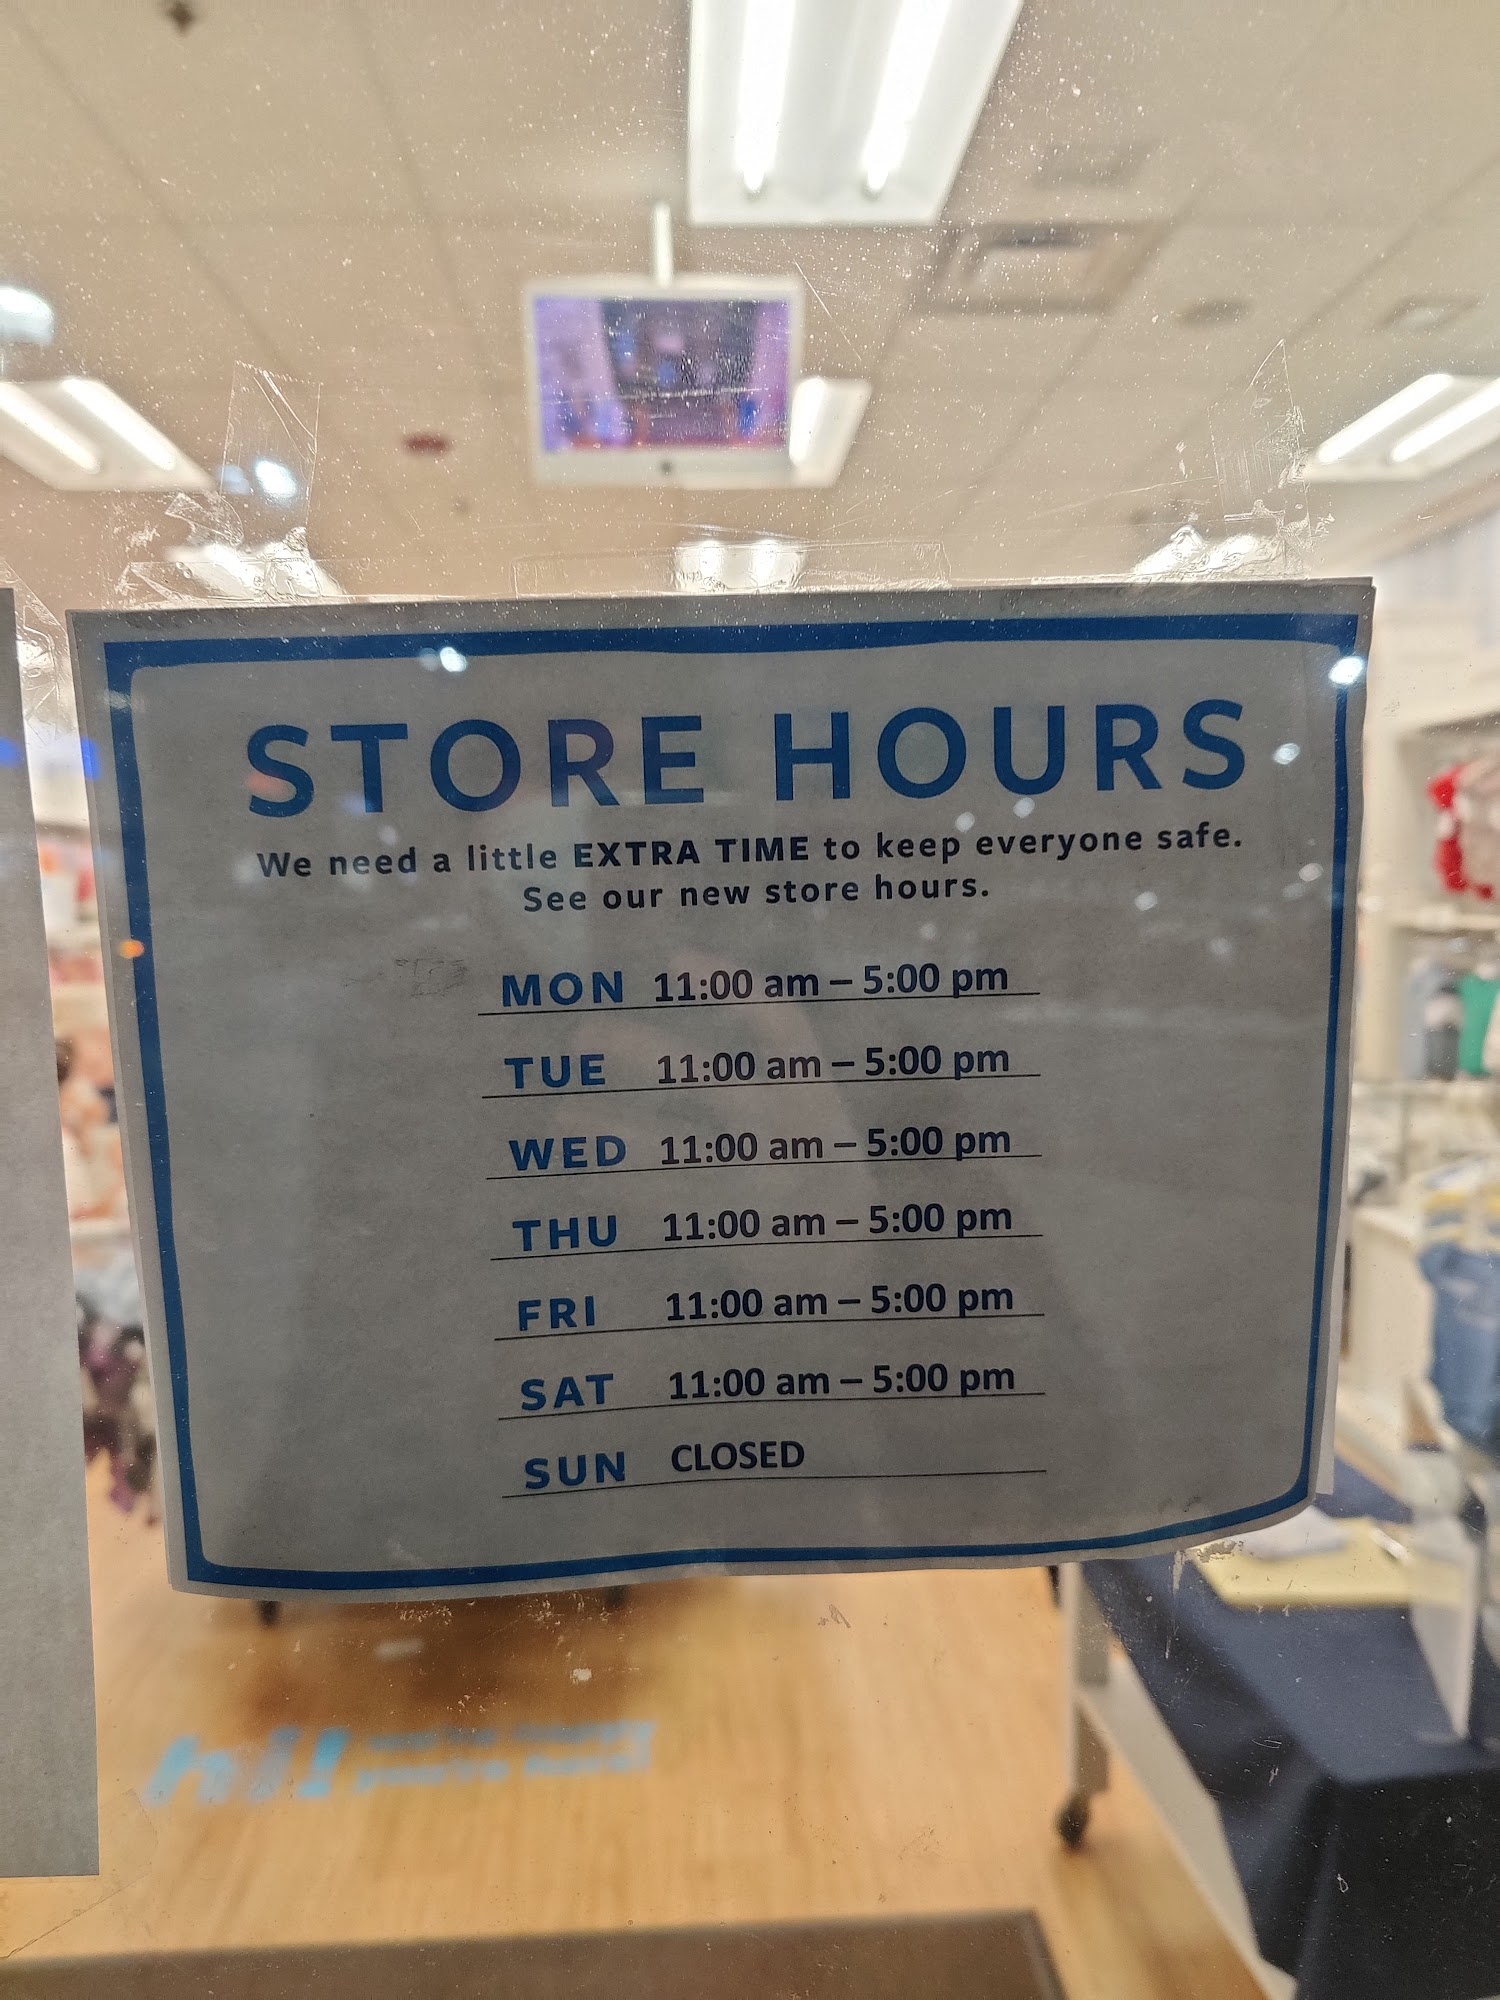 STORE HOURS
We need a little EXTRA TIME to keep everyone safe.
See our new store hours.
MON 11:00 am – 5:00 pm
TUE 11:00 am – 5:00 pm
WED 11:00 am – 5:00 pm
THU 11:00 am – 5:00 pm
FRI 11:00 am – 5:00 pm
SAT 11:00 am – 5:00 pm
SUN CLOSED
hi!